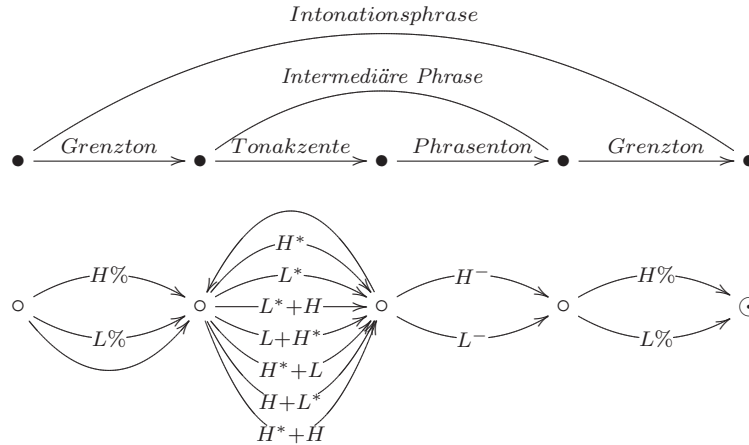 Intonationsphrase
Intermediäre Phrase
Grenzton Tonakzente Phrasenton Grenzton
H*
H% L* H⁻ H%
L*+H
L% L+H* L⁻ L%
H*+L
H+L*
H*+H